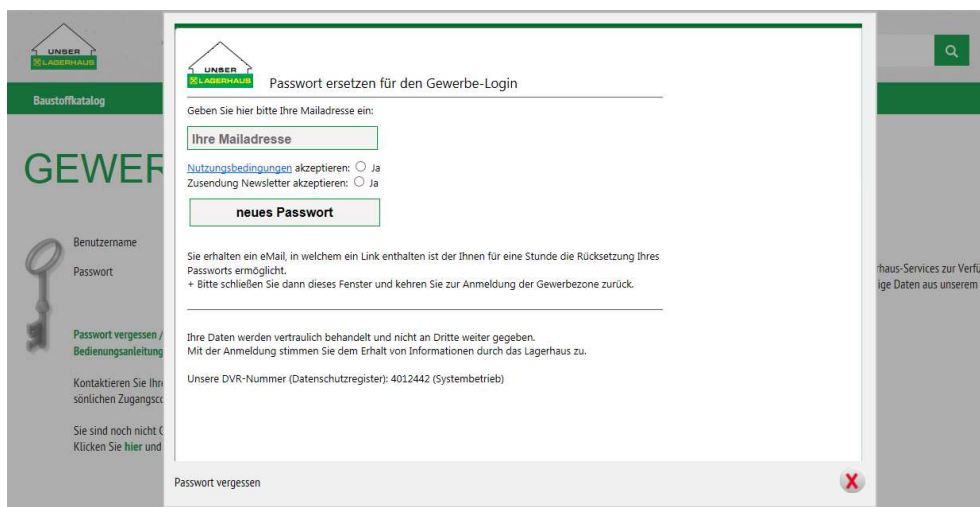 UNSER
LAGERHAUS
Baustoffkatalog
GEWER
Benutzername
Passwort
Passwort vergessen /
Bedienungsanleitung
Kontaktieren Sie Ihre
sönlichen Zugangsco
Sie sind noch nicht G
Klicken Sie hier und
UNSER
LAGERHAUS
Passwort ersetzen für den Gewerbe-Login
Geben Sie hier bitte Ihre Mailadresse ein:
Ihre Mailadresse
Nutzungsbedingungen akzeptieren: Ja
Zusendung Newsletter akzeptieren: Ja
neues Passwort
Sie erhalten ein eMail, in welchem ein Link enthalten ist der Ihnen für eine Stunde die Rücksetzung Ihres
Passworts ermöglicht.
+ Bitte schließen Sie dann dieses Fenster und kehren Sie zur Anmeldung der Gewerbezone zurück.
Ihre Daten werden vertraulich behandelt und nicht an Dritte weiter gegeben.
Mit der Anmeldung stimmen Sie dem Erhalt von Informationen durch das Lagerhaus zu.
Unsere DVR-Nummer (Datenschutzregister): 4012442 (Systembetrieb)
Passwort vergessen
rhaus-Services zur Verfü
ige Daten aus unserem